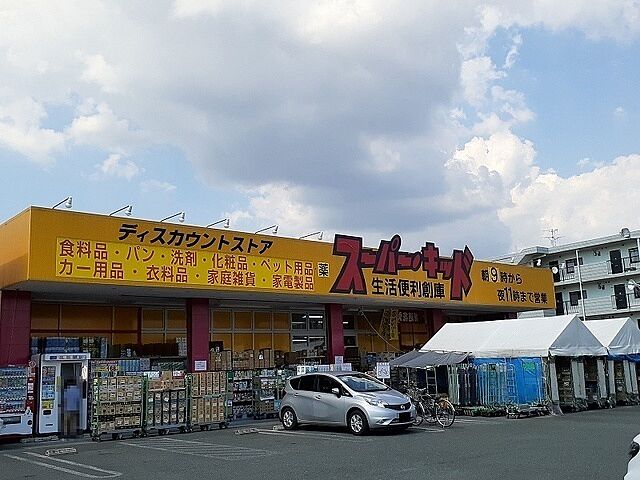 ディスカウントストア
食料品・パン・洗剤・化粧品・ペット用品
カー用品・衣料品・家庭雑貨・家電製品
薬
スーパー・キッド
生活便利創庫
朝9時から
夜11時まで営業